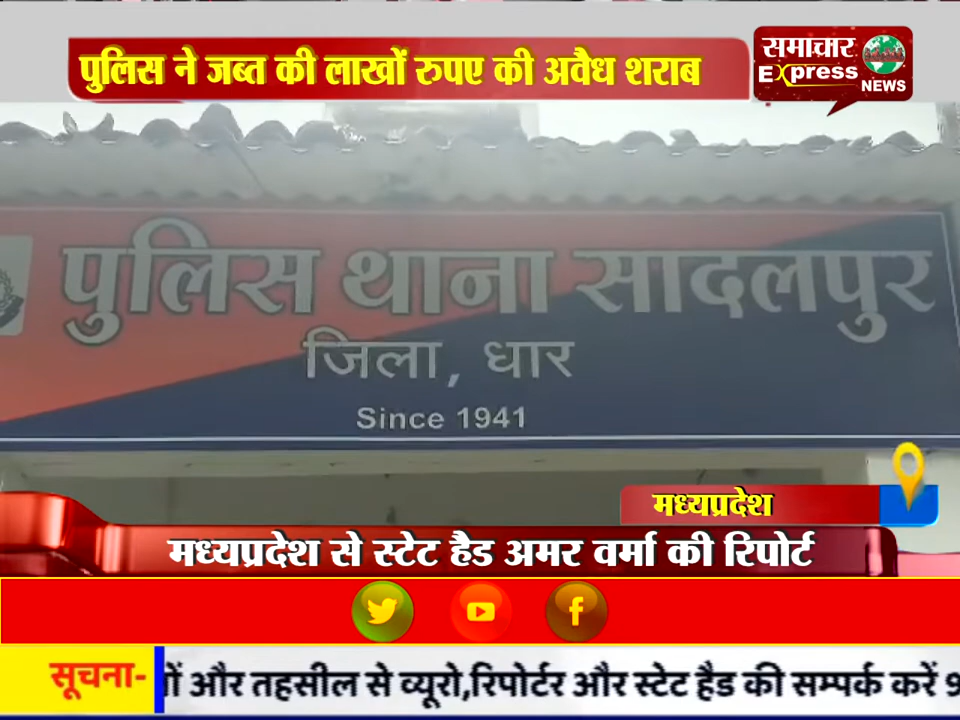 पुलिस ने जब्त की लाखों रुपए की अवैध शराब
समाचार
Express
NEWS
पुलिस थाना सादलपुर
जिला, धार
Since 1941
मध्यप्रदेश
मध्यप्रदेश से स्टेट हैड अमर वर्मा की रिपोर्ट
सूचना- और तहसील से ब्यूरो,रिपोर्टर और स्टेट हैड की सम्पर्क करें 9